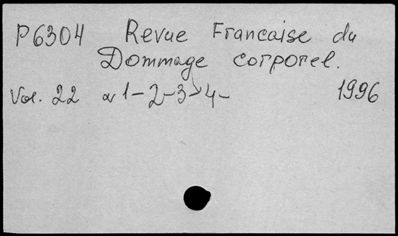 P6304 Revue Francaise du
Dommage corporel.
Vol. 22 N 1-2-3-4- 1996